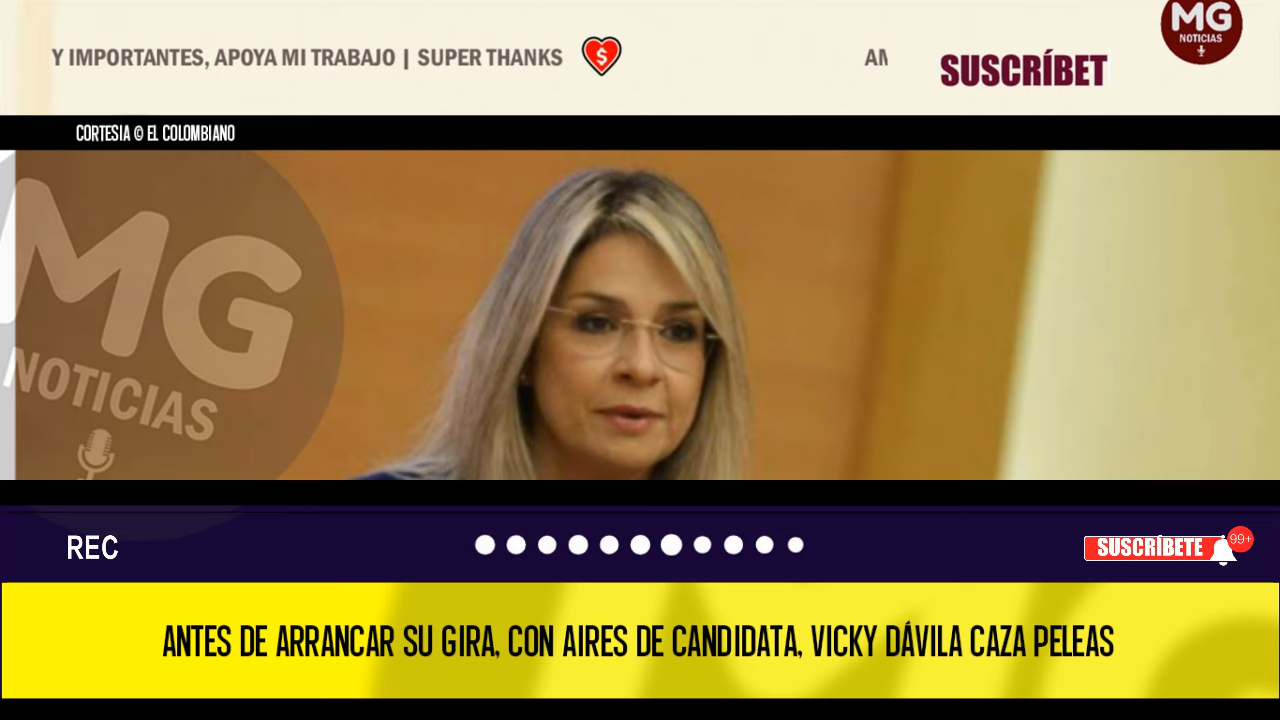 MG
NOTICIAS
Y IMPORTANTES, APOYA MI TRABAJO | SUPER THANKS
SUSCRÍBET
CORTESIA © EL COLOMBIANO
MG
NOTICIAS
REC
SUSCRÍBETE
99+
ANTES DE ARRANCAR SU GIRA, CON AIRES DE CANDIDATA, VICKY DÁVILA CAZA PELEAS